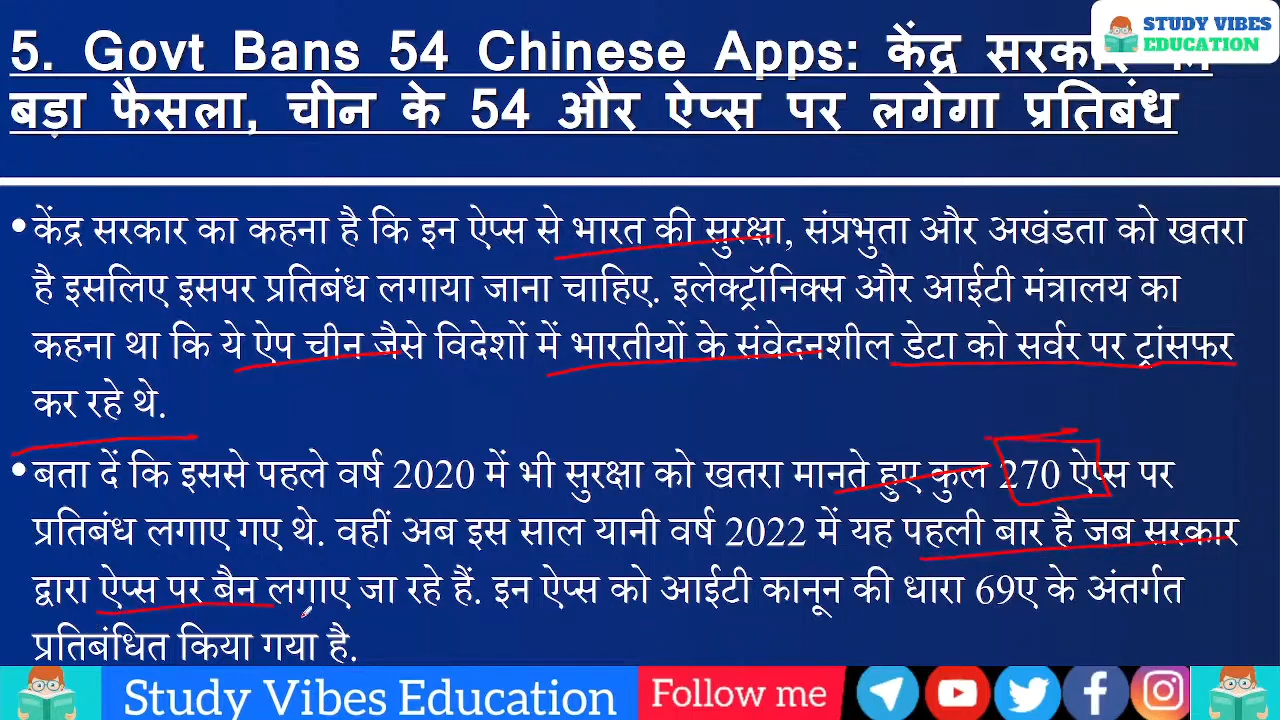 STUDY VIBES
EDUCATION
5. Govt Bans 54 Chinese Apps: केंद्र सरकार
बड़ा फैसला, चीन के 54 और ऐप्स पर लगेगा प्रतिबंध
•केंद्र सरकार का कहना है कि इन ऐप्स से भारत की सुरक्षा, संप्रभुता और अखंडता को खतरा
है इसलिए इसपर प्रतिबंध लगाया जाना चाहिए. इलेक्ट्रॉनिक्स और आईटी मंत्रालय का
कहना था कि ये ऐप चीन जैसे विदेशों में भारतीयों के संवेदनशील डेटा को सर्वर पर ट्रांसफर
कर रहे थे.
•बता दें कि इससे पहले वर्ष 2020 में भी सुरक्षा को खतरा मानते हुए कुल 270 ऐप्स पर
प्रतिबंध लगाए गए थे. वहीं अब इस साल यानी वर्ष 2022 में यह पहली बार है जब सरकार
द्वारा ऐप्स पर बैन लगाए जा रहे हैं. इन ऐप्स को आईटी कानून की धारा 69ए के अंतर्गत
प्रतिबंधित किया गया है.
Study Vibes Education Follow me